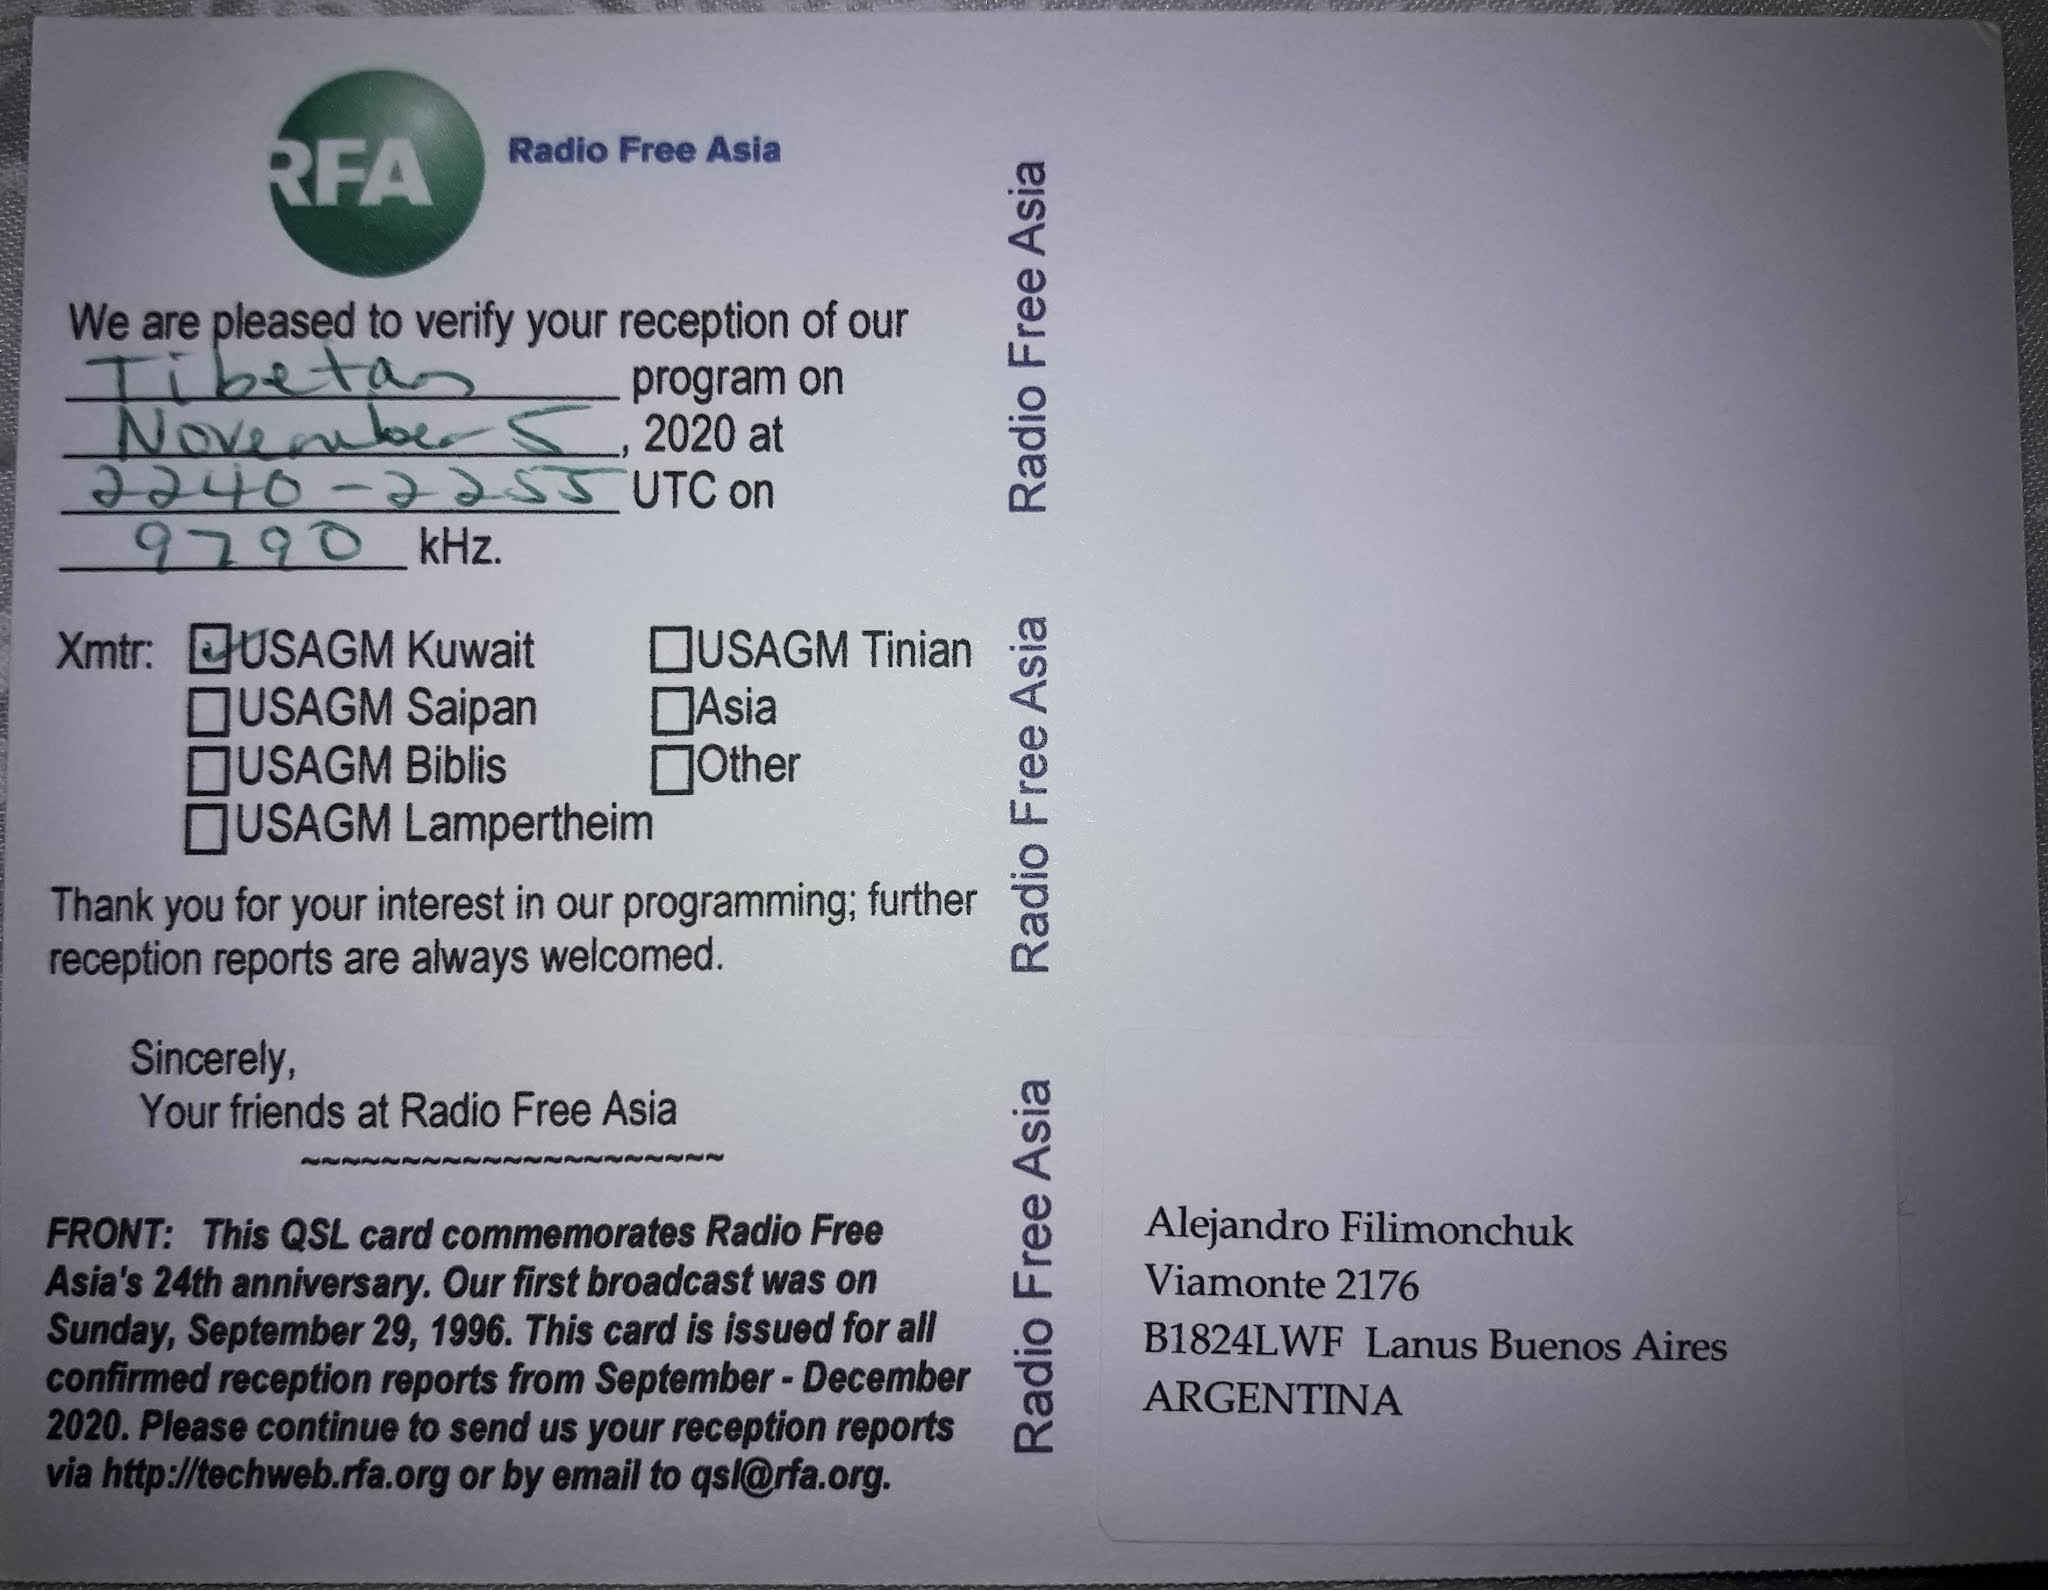 RFA
Radio Free Asia
We are pleased to verify your reception of our
Tibetan program on
November 5, 2020 at
2240-2255 UTC on
9790 kHz.
Xmtr: USAGM Kuwait USAGM Tinian
USAGM Saipan Asia
USAGM Biblis Other
USAGM Lampertheim
Thank you for your interest in our programming; further
reception reports are always welcomed.
Sincerely,
Your friends at Radio Free Asia
~~~~~~~~~~~~~~~~~~~~~
FRONT: This QSL card commemorates Radio Free
Asia's 24th anniversary. Our first broadcast was on
Sunday, September 29, 1996. This card is issued for all
confirmed reception reports from September - December
2020. Please continue to send us your reception reports
via http://techweb.rfa.org or by email to qsl@rfa.org.
Radio Free Asia
Radio Free Asia
Radio Free Asia
Alejandro Filimonchuk
Viamonte 2176
B1824LWF Lanus Buenos Aires
ARGENTINA